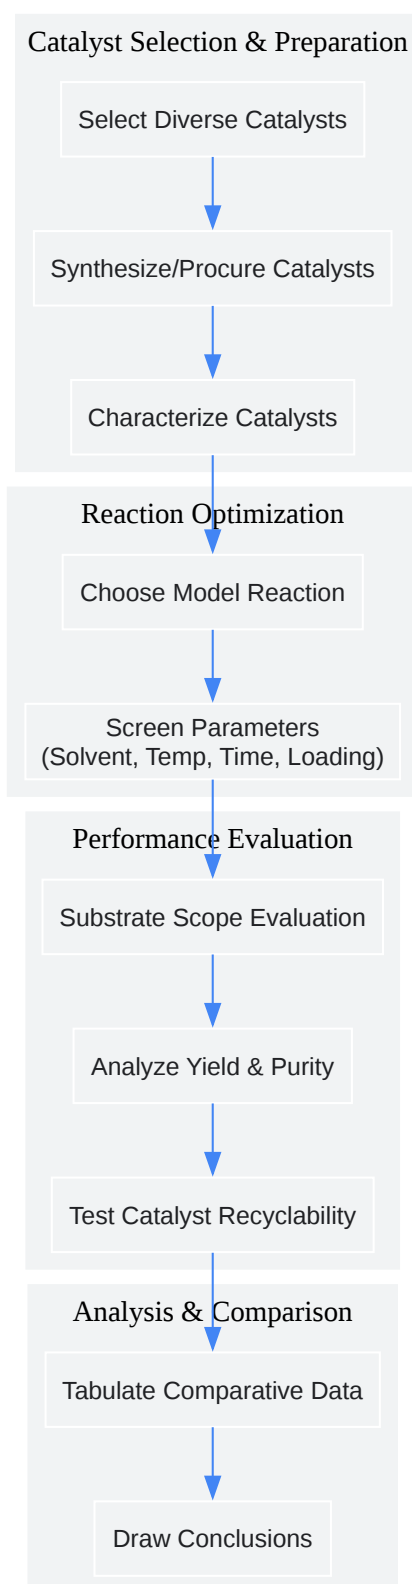 Catalyst Selection & Preparation
Select Diverse Catalysts
Synthesize/Procure Catalysts
Characterize Catalysts
Reaction Optimization
Choose Model Reaction
Screen Parameters
(Solvent, Temp, Time, Loading)
Performance Evaluation
Substrate Scope Evaluation
Analyze Yield & Purity
Test Catalyst Recyclability
Analysis & Comparison
Tabulate Comparative Data
Draw Conclusions